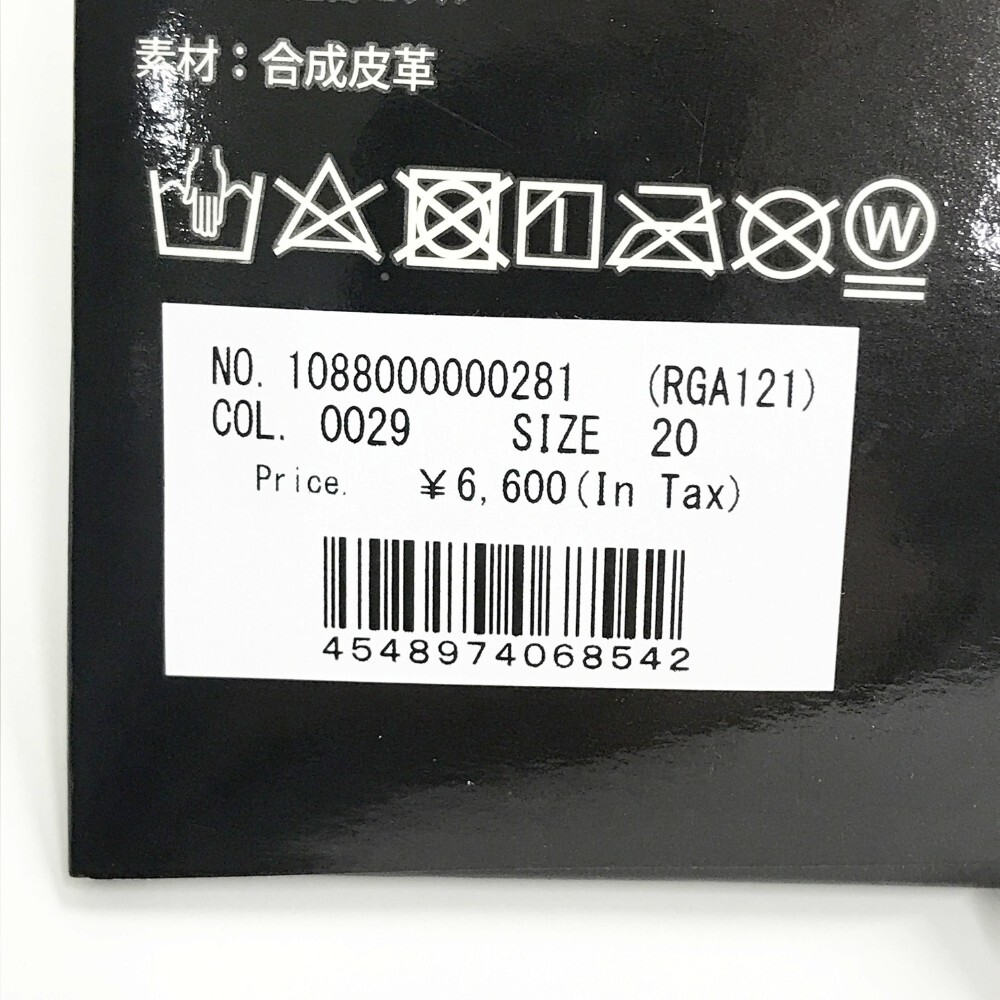 素材：合成皮革
W
NO. 1088000000281 (RGA121)
COL. 0029 SIZE 20
Price. ¥6,600(In Tax)
4548974068542